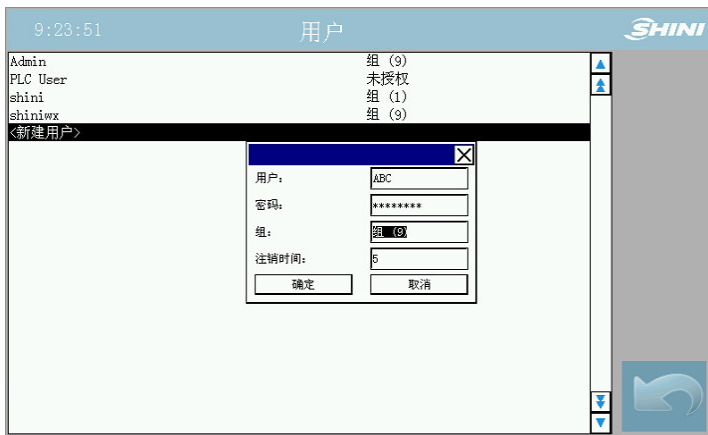 9:23:51 用户 SHINI
Admin 组 (9)
PLC User 未授权
shini 组 (1)
shiniwx 组 (9)
<新建用户>
用户: ABC
密码: ********
组: 组 (9)
注销时间: 5
确定 取消